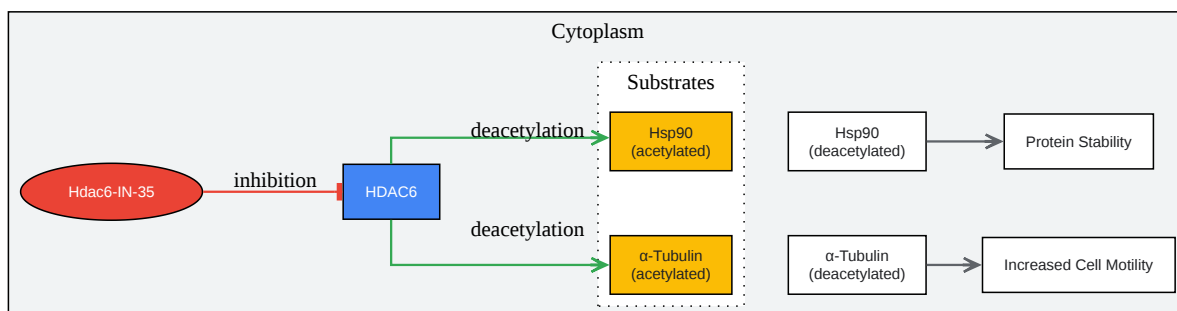 Cytoplasm
Substrates
deacetylation
Hsp90
(acetylated)
Hsp90
(deacetylated)
Protein Stability
Hdac6-IN-35
inhibition
HDAC6
deacetylation
α-Tubulin
(acetylated)
α-Tubulin
(deacetylated)
Increased Cell Motility